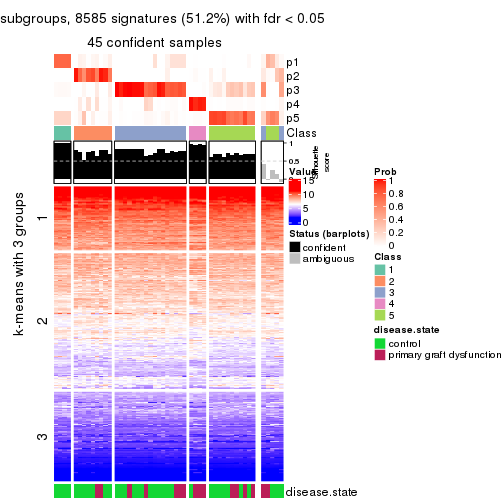 subgroups, 8585 signatures (51.2%) with fdr < 0.05
45 confident samples
p1
p2
p3
p4
p5
Class
1
0.5
0
Silhouette
score
k-means with 3 groups
1
2
3
Value
15
10
5
0
Status (barplots)
confident
ambiguous
Prob
1
0.8
0.6
0.4
0.2
0
Class
1
2
3
4
5
disease.state
control
primary graft dysfunction
disease.state